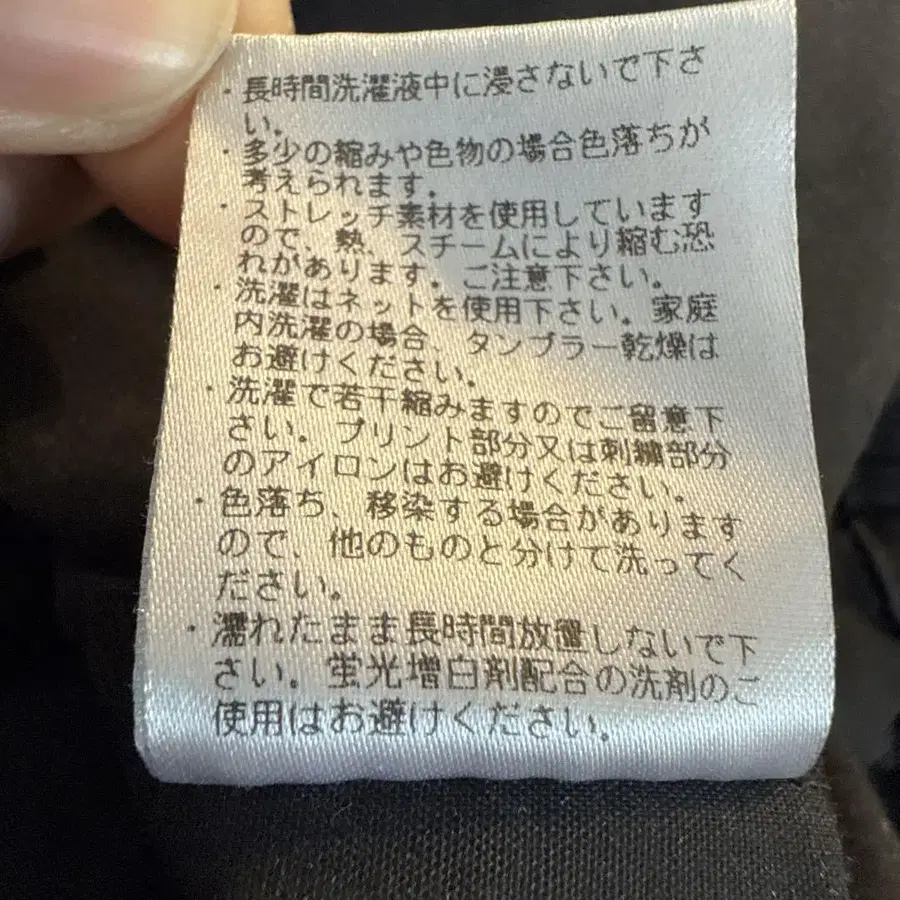 ・長時間洗濯液中に浸さないで下さ
い。
・多少の縮みや色物の場合色落ちが
考えられます。
・ストレッチ素材を使用しています
ので、熱、スチームにより縮む恐
れがあります。ご注意下さい。
・洗濯はネットを使用下さい。家庭
内洗濯の場合、タンブラー乾燥は
お避けください。
・洗濯で若干縮みますのでご留意下
さい。プリント部分又は刺繍部分
のアイロンはお避けください。
・色落ち、移染する場合があります
ので、他のものと分けて洗ってく
ださい。
・濡れたまま長時間放置しないで下
さい。蛍光増白剤配合の洗剤のご
使用はお避けください。